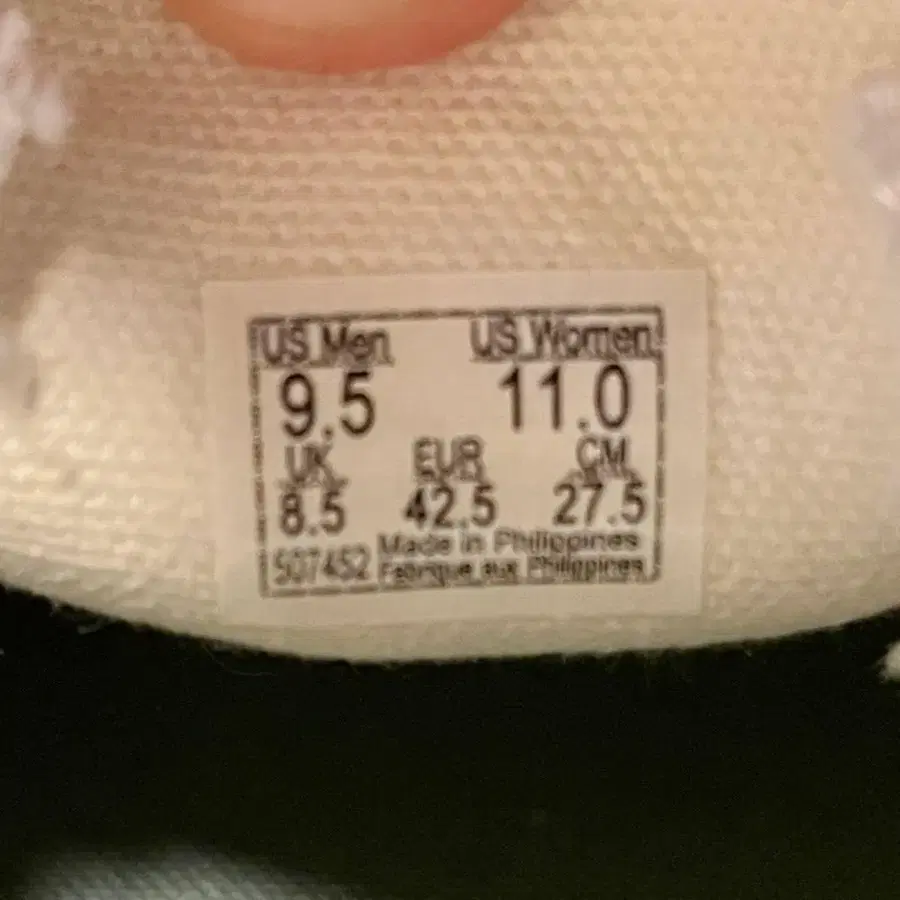 US Men US Women
9.5 11.0
UK EUR CM
8.5 42.5 27.5
507452 Made in Philippines
Fabrique aux Philippines